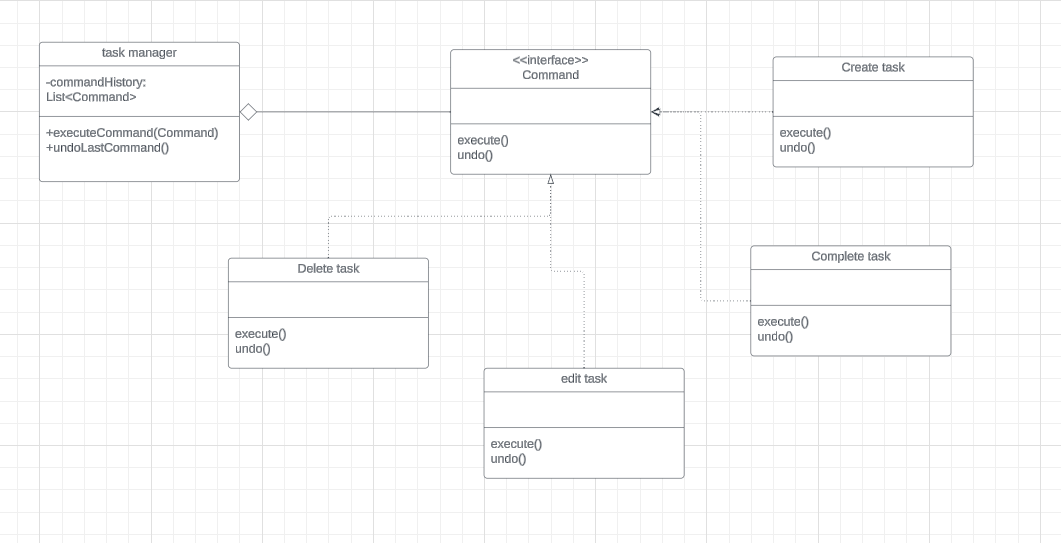 task manager
-commandHistory:
List<Command>
+executeCommand(Command)
+undoLastCommand()
<<interface>>
Command
execute()
undo()
Create task
execute()
undo()
Delete task
execute()
undo()
Complete task
execute()
undo()
edit task
execute()
undo()